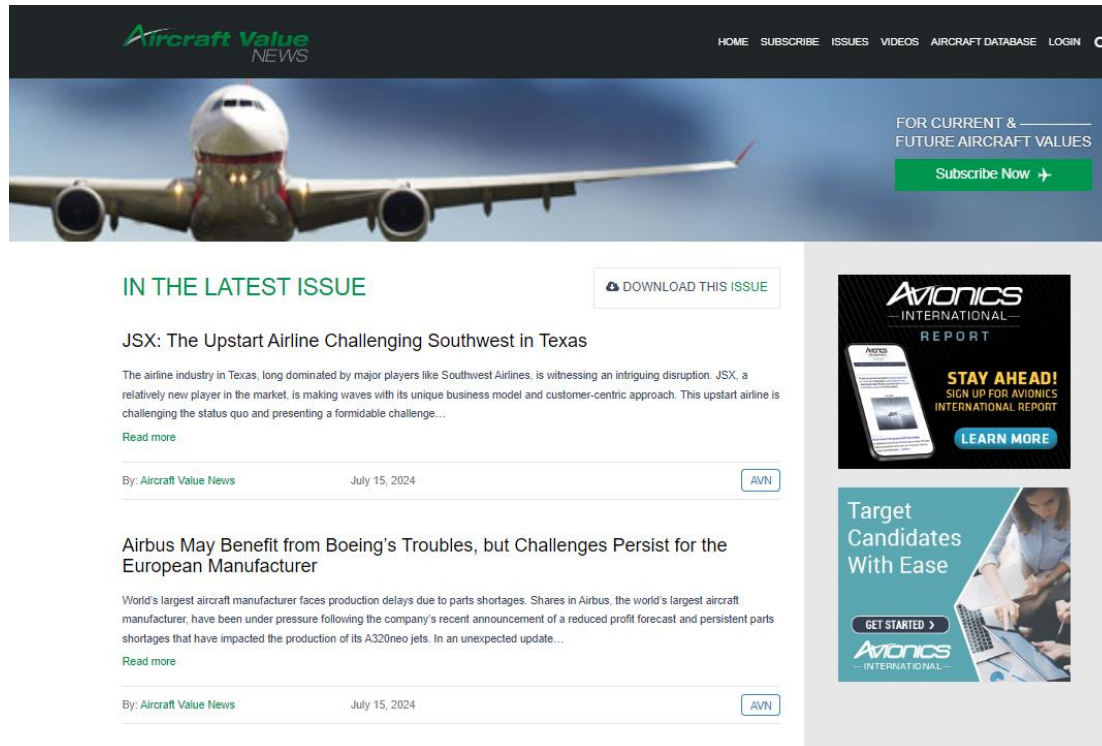 Aircraft Value
NEWS
HOME SUBSCRIBE ISSUES VIDEOS AIRCRAFT DATABASE LOGIN
FOR CURRENT &
FUTURE AIRCRAFT VALUES
Subscribe Now
IN THE LATEST ISSUE
DOWNLOAD THIS ISSUE
JSX: The Upstart Airline Challenging Southwest in Texas
The airline industry in Texas, long dominated by major players like Southwest Airlines, is witnessing an intriguing disruption. JSX, a
relatively new player in the market, is making waves with its unique business model and customer-centric approach. This upstart airline is
challenging the status quo and presenting a formidable challenge…
Read more
By: Aircraft Value News July 15, 2024 AVN
Airbus May Benefit from Boeing's Troubles, but Challenges Persist for the
European Manufacturer
World's largest aircraft manufacturer faces production delays due to parts shortages. Shares in Airbus, the world's largest aircraft
manufacturer, have been under pressure following the company's recent announcement of a reduced profit forecast and persistent parts
shortages that have impacted the production of its A320neo jets. In an unexpected update…
Read more
By: Aircraft Value News July 15, 2024 AVN
AVIONICS
INTERNATIONAL
REPORT
STAY AHEAD!
SIGN UP FOR AVIONICS
INTERNATIONAL REPORT
LEARN MORE
Target
Candidates
With Ease
GET STARTED >
AVIONICS
INTERNATIONAL